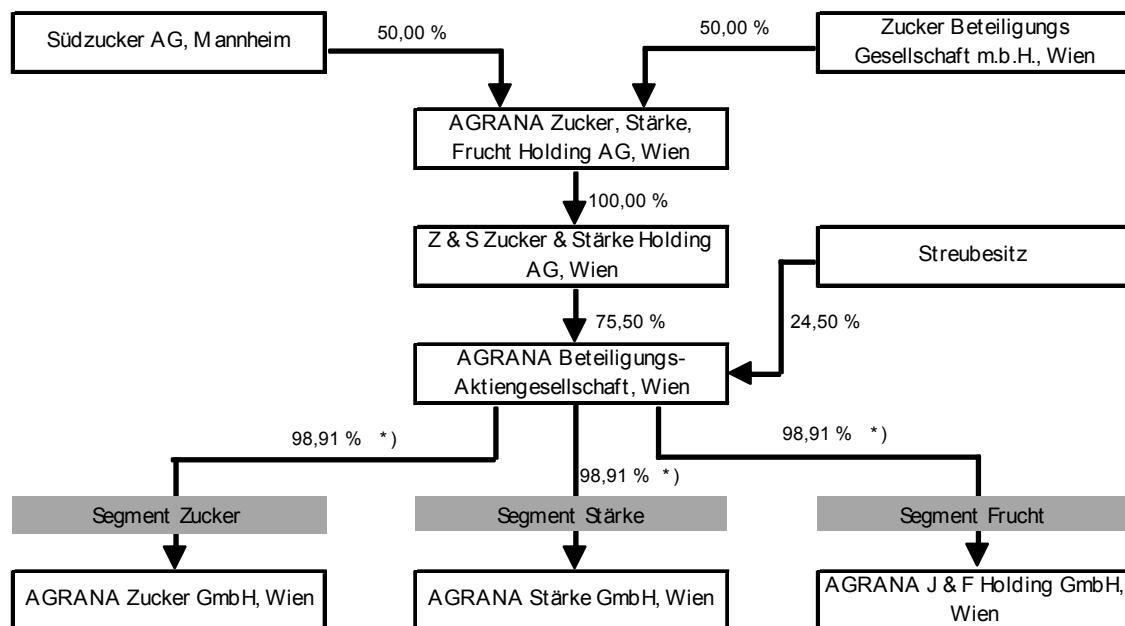 Südzucker AG, Mannheim
50,00 %
50,00 %
Zucker Beteiligungs
Gesellschaft m.b.H., Wien
AGRANA Zucker, Stärke,
Frucht Holding AG, Wien
100,00 %
Z & S Zucker & Stärke Holding
AG, Wien
Streubesitz
75,50 %
24,50 %
AGRANA Beteiligungs-
Aktiengesellschaft, Wien
98,91 % *)
98,91 % *)
98,91 % *)
Segment Zucker
Segment Stärke
Segment Frucht
AGRANA Zucker GmbH, Wien
AGRANA Stärke GmbH, Wien
AGRANA J & F Holding GmbH,
Wien